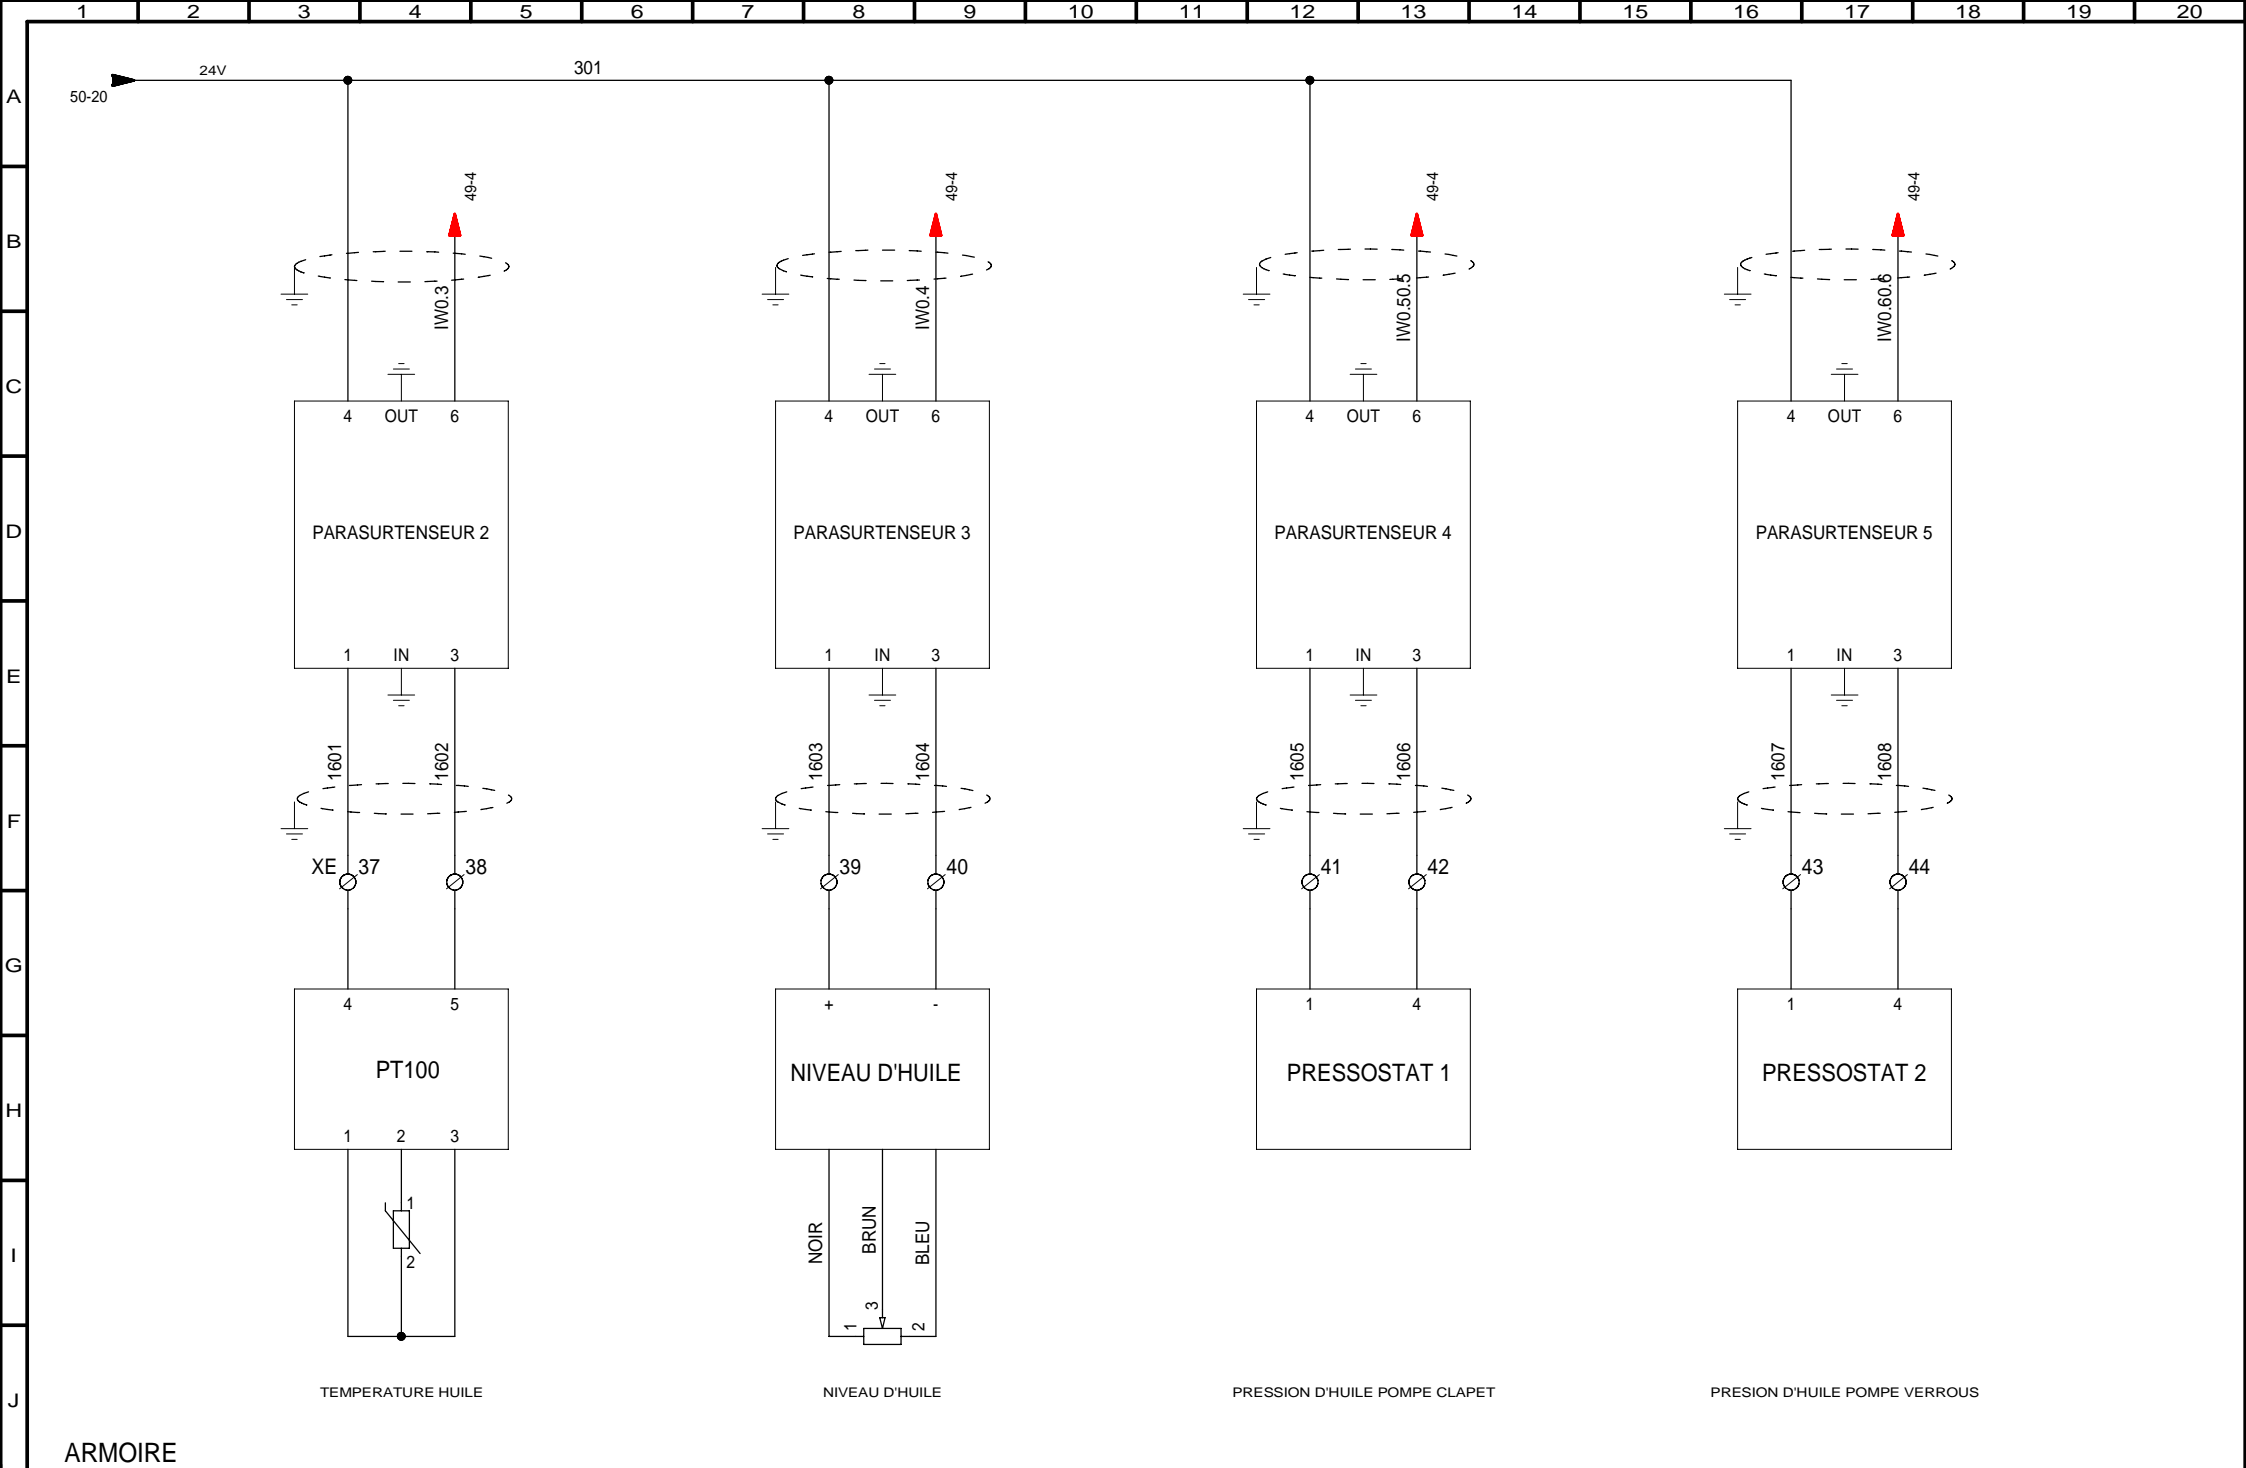 1 2 3 4 5 6 7 8 9 10 11 12 13 14 15 16 17 18 19 20
24V 301
A 50-20
49-4 49-4 49-4 49-4
B
IW0.3 IW0.4 IW0.50.5 IW0.60.6
C
4 OUT 6 4 OUT 6 4 OUT 6 4 OUT 6
D PARASURTENSEUR 2 PARASURTENSEUR 3 PARASURTENSEUR 4 PARASURTENSEUR 5
1 IN 3 1 IN 3 1 IN 3 1 IN 3
E
1601 1602 1603 1604 1605 1606 1607 1608
F
XE 37 38 39 40 41 42 43 44
G
4 5 + - 1 4 1 4
PT100 NIVEAU D'HUILE PRESSOSTAT 1 PRESSOSTAT 2
H
1 2 3
1
NOIR BRUN BLEU
I 2
1 3 2
TEMPERATURE HUILE NIVEAU D'HUILE PRESSION D'HUILE POMPE CLAPET PRESION D'HUILE POMPE VERROUS
J
ARMOIRE